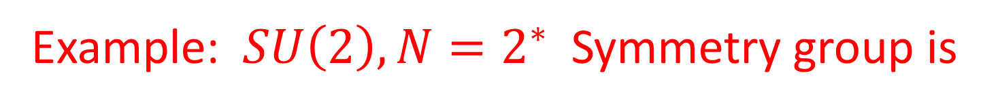 Example: SU(2), N = 2* Symmetry group is